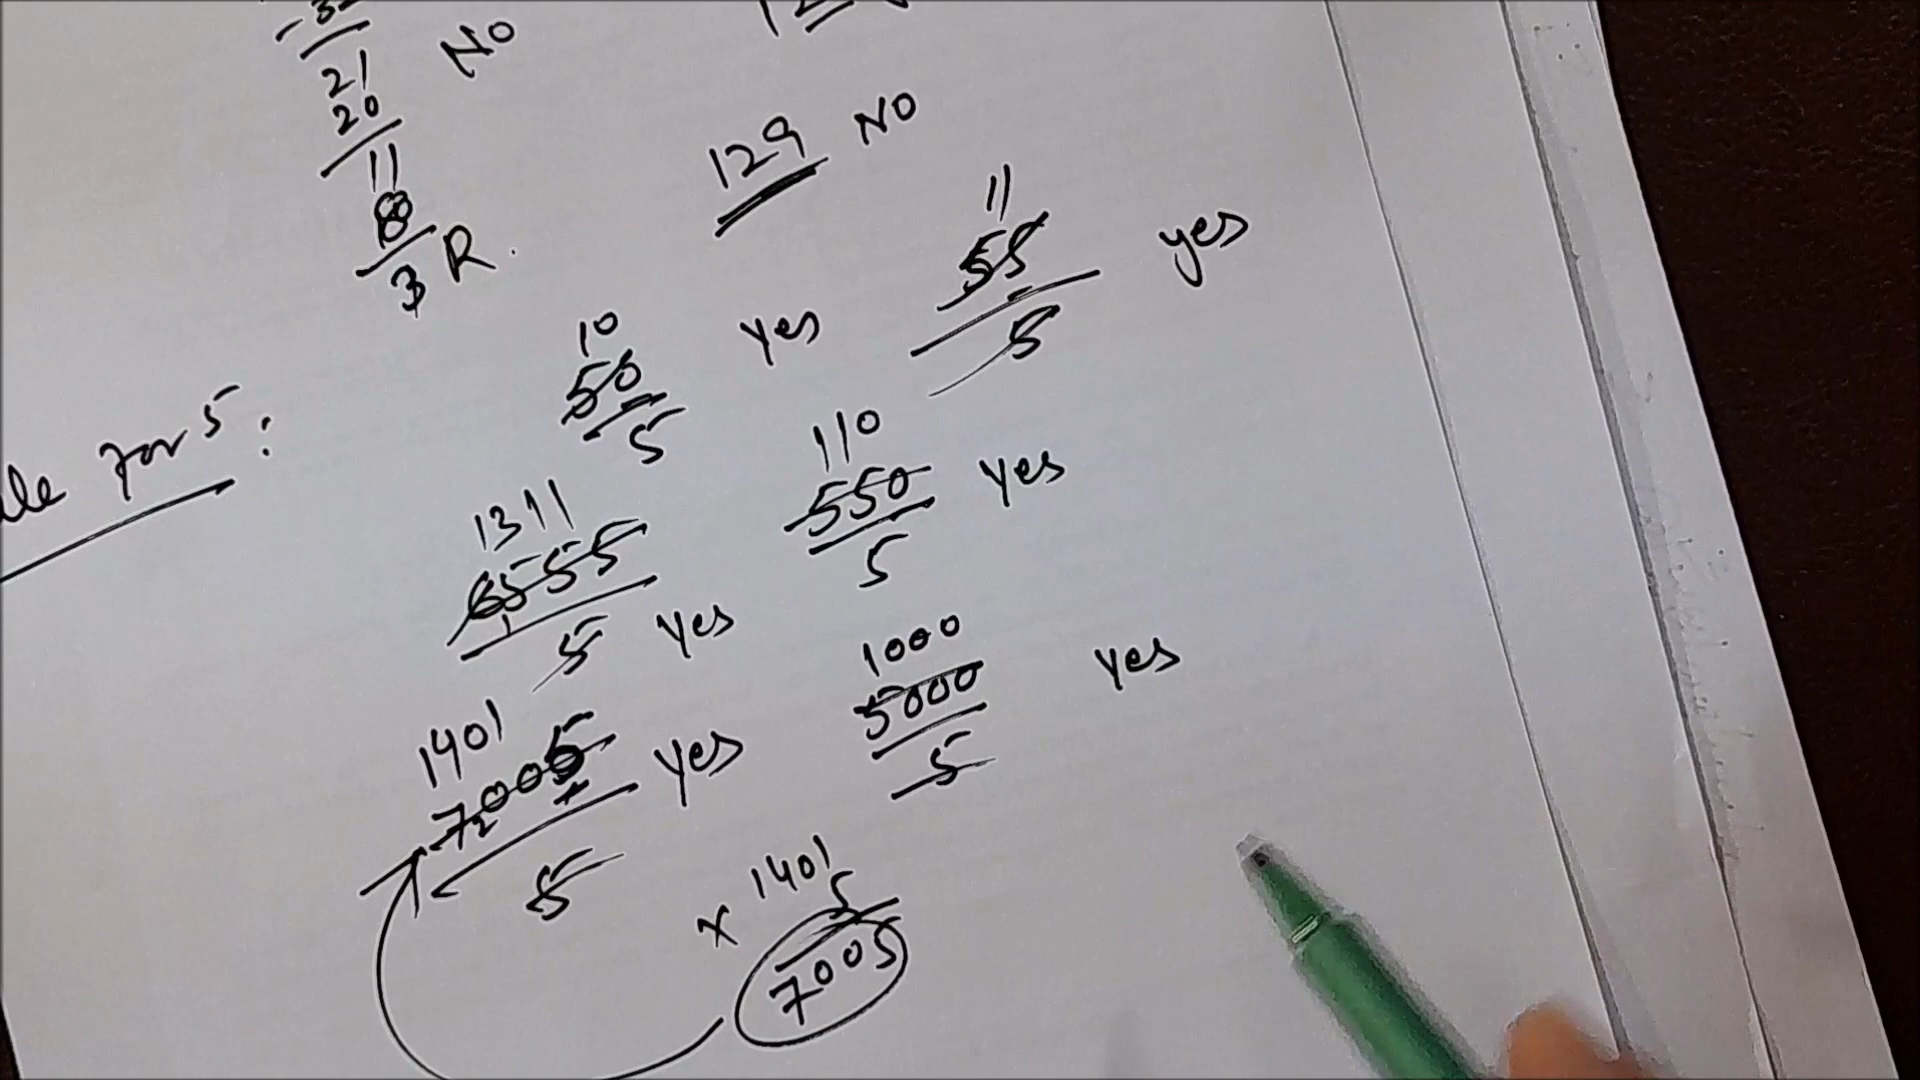 21 No
20
11
8
3 R.
129 NO
11
55 yes
5
10
50 Yes
5
for 5:
110
550 Yes
5
1311
6555
5 Yes
1000
5000 Yes
5
1401
7005 Yes
5
1401
x 5
7005